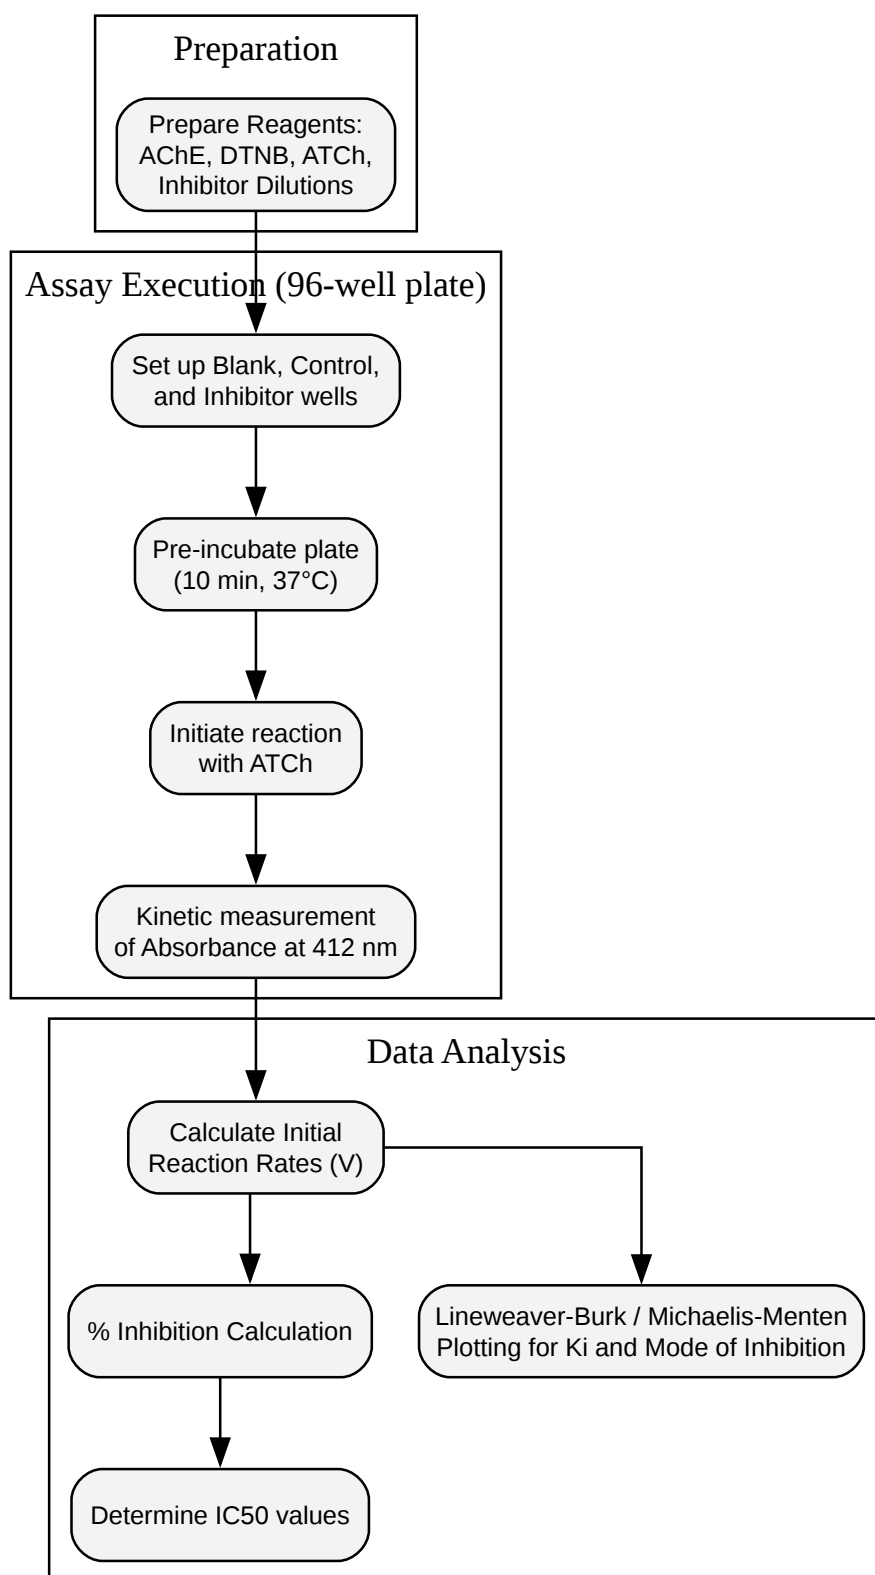 Preparation
Prepare Reagents:
AChE, DTNB, ATCh,
Inhibitor Dilutions
Assay Execution (96-well plate)
Set up Blank, Control,
and Inhibitor wells
Pre-incubate plate
(10 min, 37°C)
Initiate reaction
with ATCh
Kinetic measurement
of Absorbance at 412 nm
Data Analysis
Calculate Initial
Reaction Rates (V)
% Inhibition Calculation
Lineweaver-Burk / Michaelis-Menten
Plotting for Ki and Mode of Inhibition
Determine IC50 values